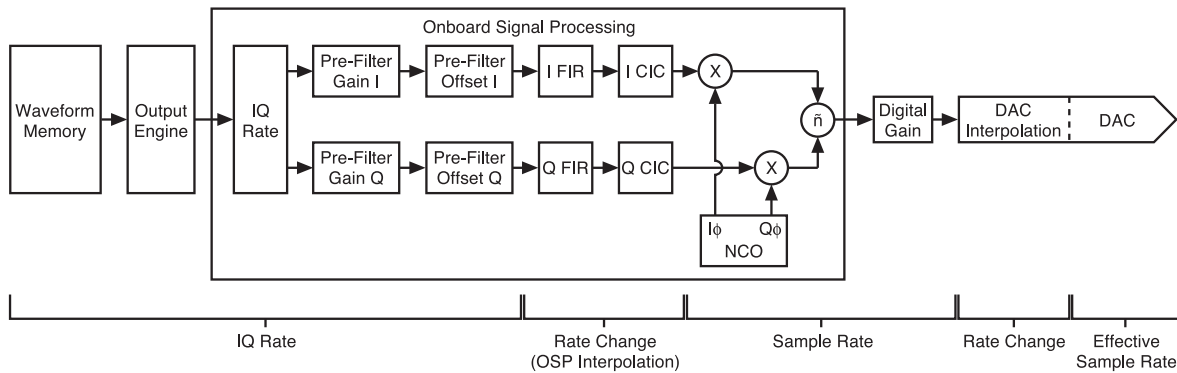 Onboard Signal Processing
Waveform
Memory
Output
Engine
IQ
Rate
Pre-Filter
Gain I
Pre-Filter
Offset I
I FIR
I CIC
X
Pre-Filter
Gain Q
Pre-Filter
Offset Q
Q FIR
Q CIC
X
ñ
Iϕ
Qϕ
NCO
Digital
Gain
DAC
Interpolation
DAC
IQ Rate
Rate Change
(OSP Interpolation)
Sample Rate
Rate Change
Effective
Sample Rate